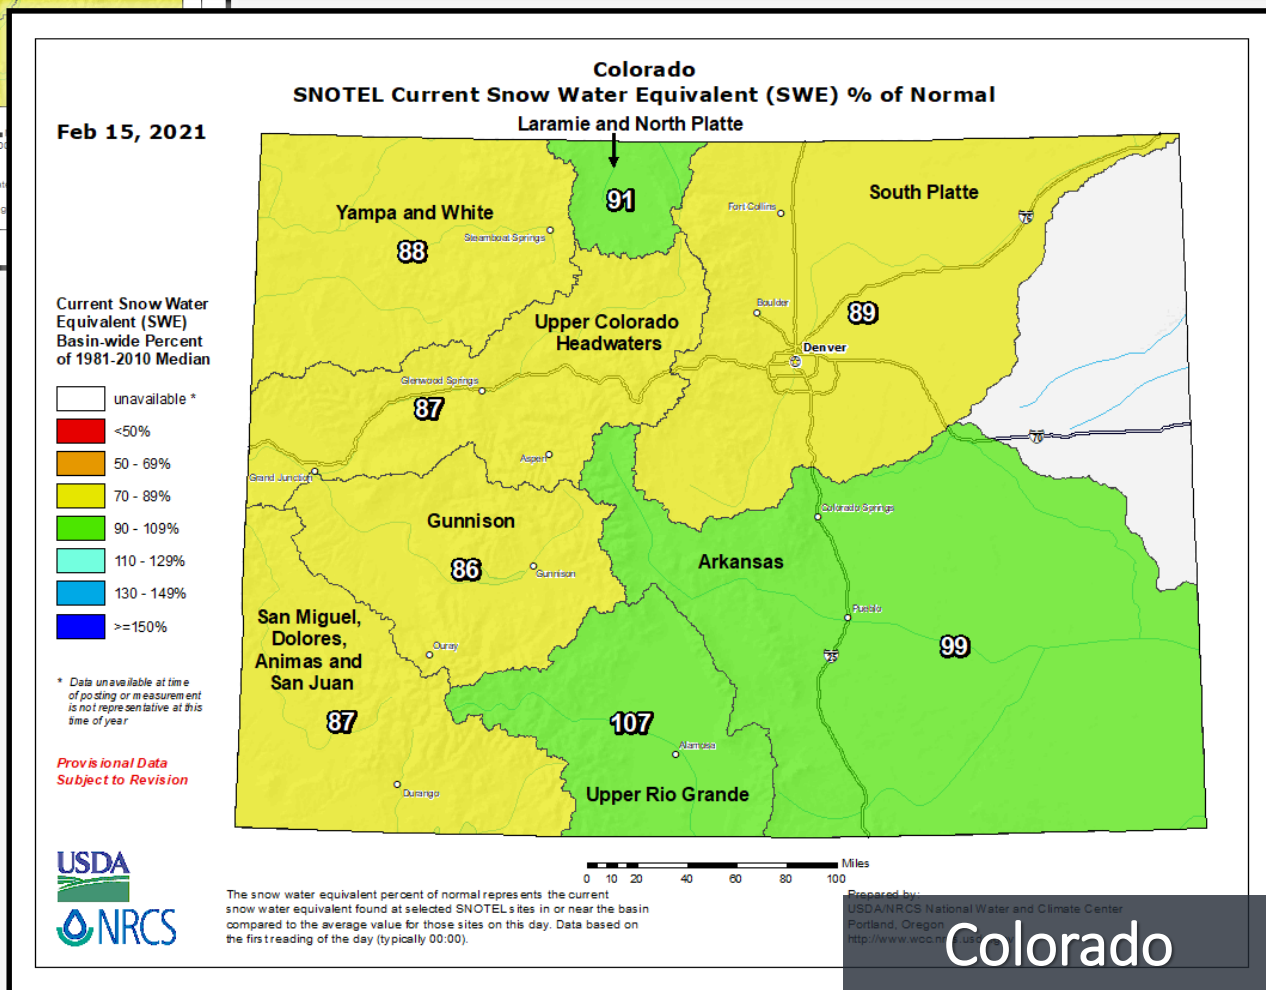 Colorado
SNOTEL Current Snow Water Equivalent (SWE) % of Normal
Feb 15, 2021
Laramie and North Platte
91
South Platte
Fort Collins
76
Yampa and White
Steamboat Springs
88
Current Snow Water
Equivalent (SWE)
Basin-wide Percent
of 1981-2010 Median
unavailable *
<50%
50 - 69%
70 - 89%
90 - 109%
110 - 129%
130 - 149%
>=150%
Boulder
89
Upper Colorado
Headwaters
Denver
Glenwood Springs
87
70
Aspen
Grand Junction
Colorado Springs
Gunnison
86
Gunnison
Arkansas
Pueblo
San Miguel,
Dolores,
Animas and
San Juan
Ouray
99
25
87
107
Alamosa
Durango
Upper Rio Grande
* Data unavailable at time
of posting or measurement
is not representative at this
time of year
Provisional Data
Subject to Revision
USDA
NRCS
Miles
0 10 20 40 60 80 100
The snow water equivalent percent of normal represents the current
snow water equivalent found at selected SNOTEL sites in or near the basin
compared to the average value for those sites on this day. Data based on
the first reading of the day (typically 00:00).
Prepared by:
USDA/NRCS National Water and Climate Center
Portland, Oregon
Colorado